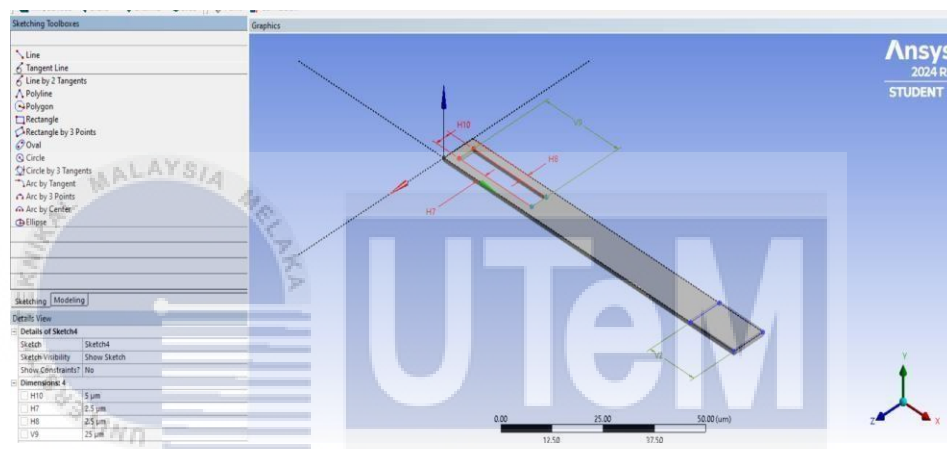 Sketching Toolboxes
Graphics
Line
Tangent Line
Line by 2 Tangents
Polyline
Polygon
Rectangle
Rectangle by 3 Points
Oval
Circle
Circle by 3 Tangents
Arc by Tangent
Arc by 3 Points
Arc by Center
Ellipse
Sketching Modeling
Details View
Details of Sketch4
Sketch Sketch4
Sketch Visibility Show Sketch
Show Constraints? No
Dimensions: 4
H10 5 µm
H7 2.5 µm
H8 2.5 µm
V9 25 µm
Ansys
2024 R
STUDENT
H10
V9
H8
H7
V2
0.00 25.00 50.00 (um)
12.50 37.50
Y
Z X
MALAYSIA MELAKA
UTeM